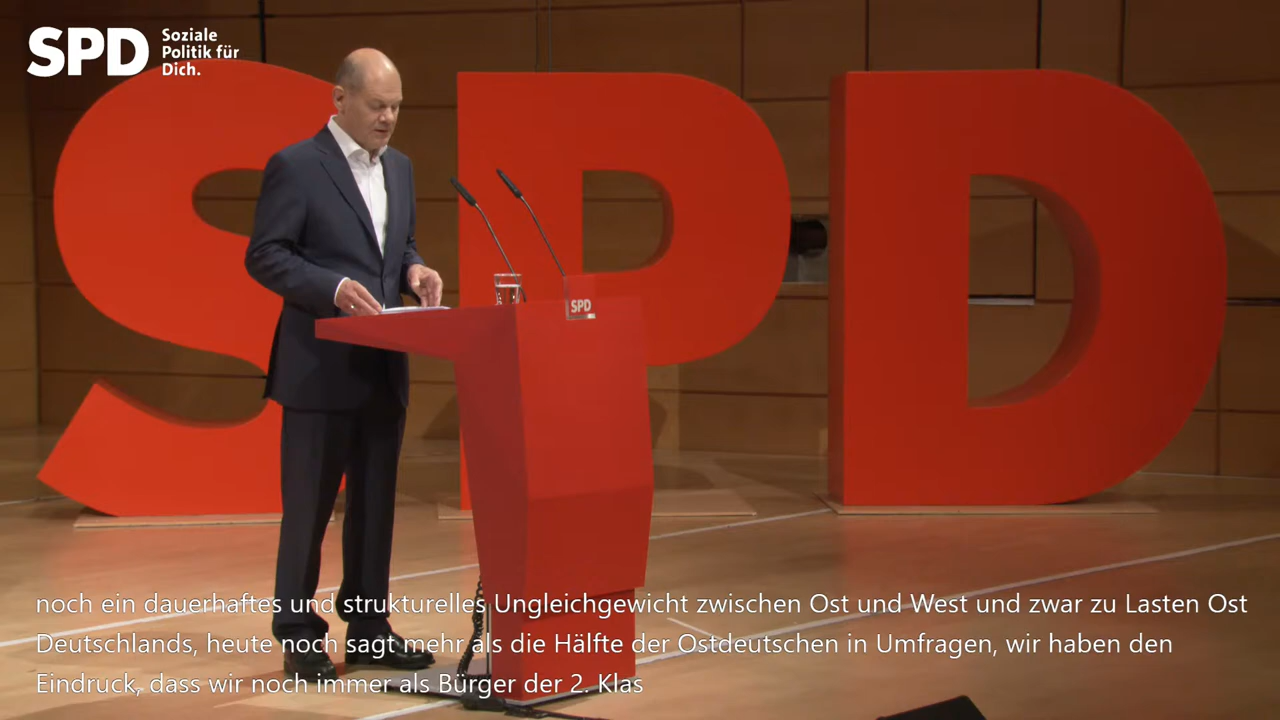 SPD
Soziale
Politik für
Dich.
SPD
SPD
noch ein dauerhaftes und strukturelles Ungleichgewicht zwischen Ost und West und zwar zu Lasten Ost
Deutschlands, heute noch sagt mehr als die Hälfte der Ostdeutschen in Umfragen, wir haben den
Eindruck, dass wir noch immer als Bürger der 2. Klas